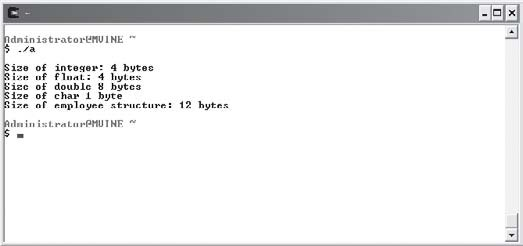 ~
Administrator@MVINE ~
$ ./a
Size of integer: 4 bytes
Size of float: 4 bytes
Size of double 8 bytes
Size of char 1 byte
Size of employee structure: 12 bytes
Administrator@MVINE ~
$